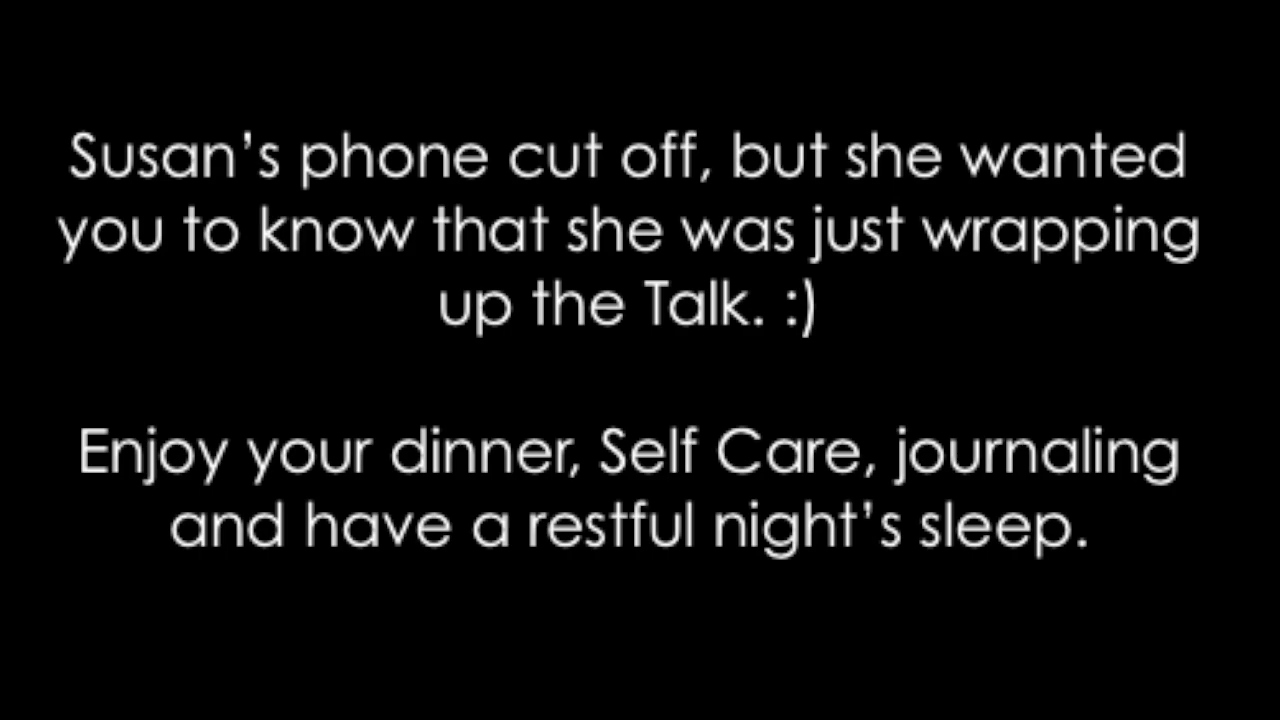 Susan’s phone cut off, but she wanted
you to know that she was just wrapping
up the Talk. :)
Enjoy your dinner, Self Care, journaling
and have a restful night’s sleep.